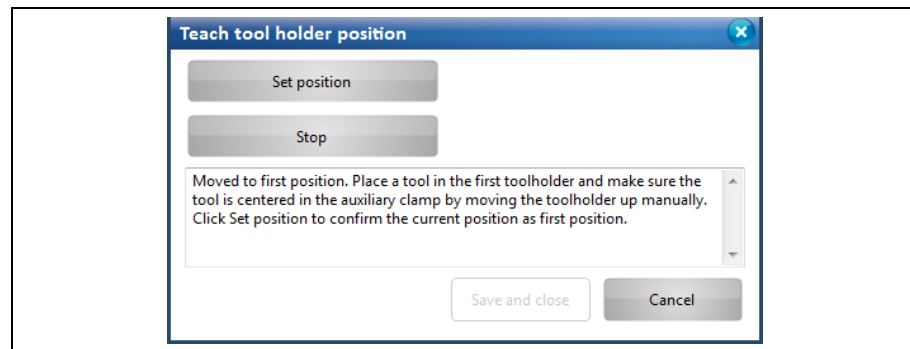 Teach tool holder position
Set position
Stop
Moved to first position. Place a tool in the first toolholder and make sure the
tool is centered in the auxiliary clamp by moving the toolholder up manually.
Click Set position to confirm the current position as first position.
Save and close
Cancel